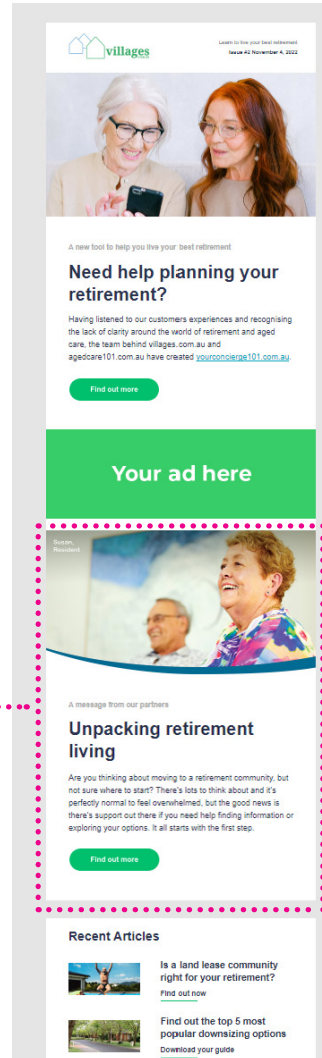 villages
Learn to live your best retirement
Issue 42 November 4, 2022
A new tool to help you live your best retirement
Need help planning your
retirement?
Having listened to our customers experiences and recognising
the lack of clarity around the world of retirement and aged
care, the team behind villages.com.au and
agedcare101.com.au have created yourconcierge101.com.au.
Find out more
Your ad here
Susan,
Resident
A message from our partners
Unpacking retirement
living
Are you thinking about moving to a retirement community, but
not sure where to start? There's lots to think about and it's
perfectly normal to feel overwhelmed, but the good news is
there's support out there if you need help finding information or
exploring your options. It all starts with the first step.
Find out more
Recent Articles
Is a land lease community
right for your retirement?
Find out now
Find out the top 5 most
popular downsizing options
Download your guide